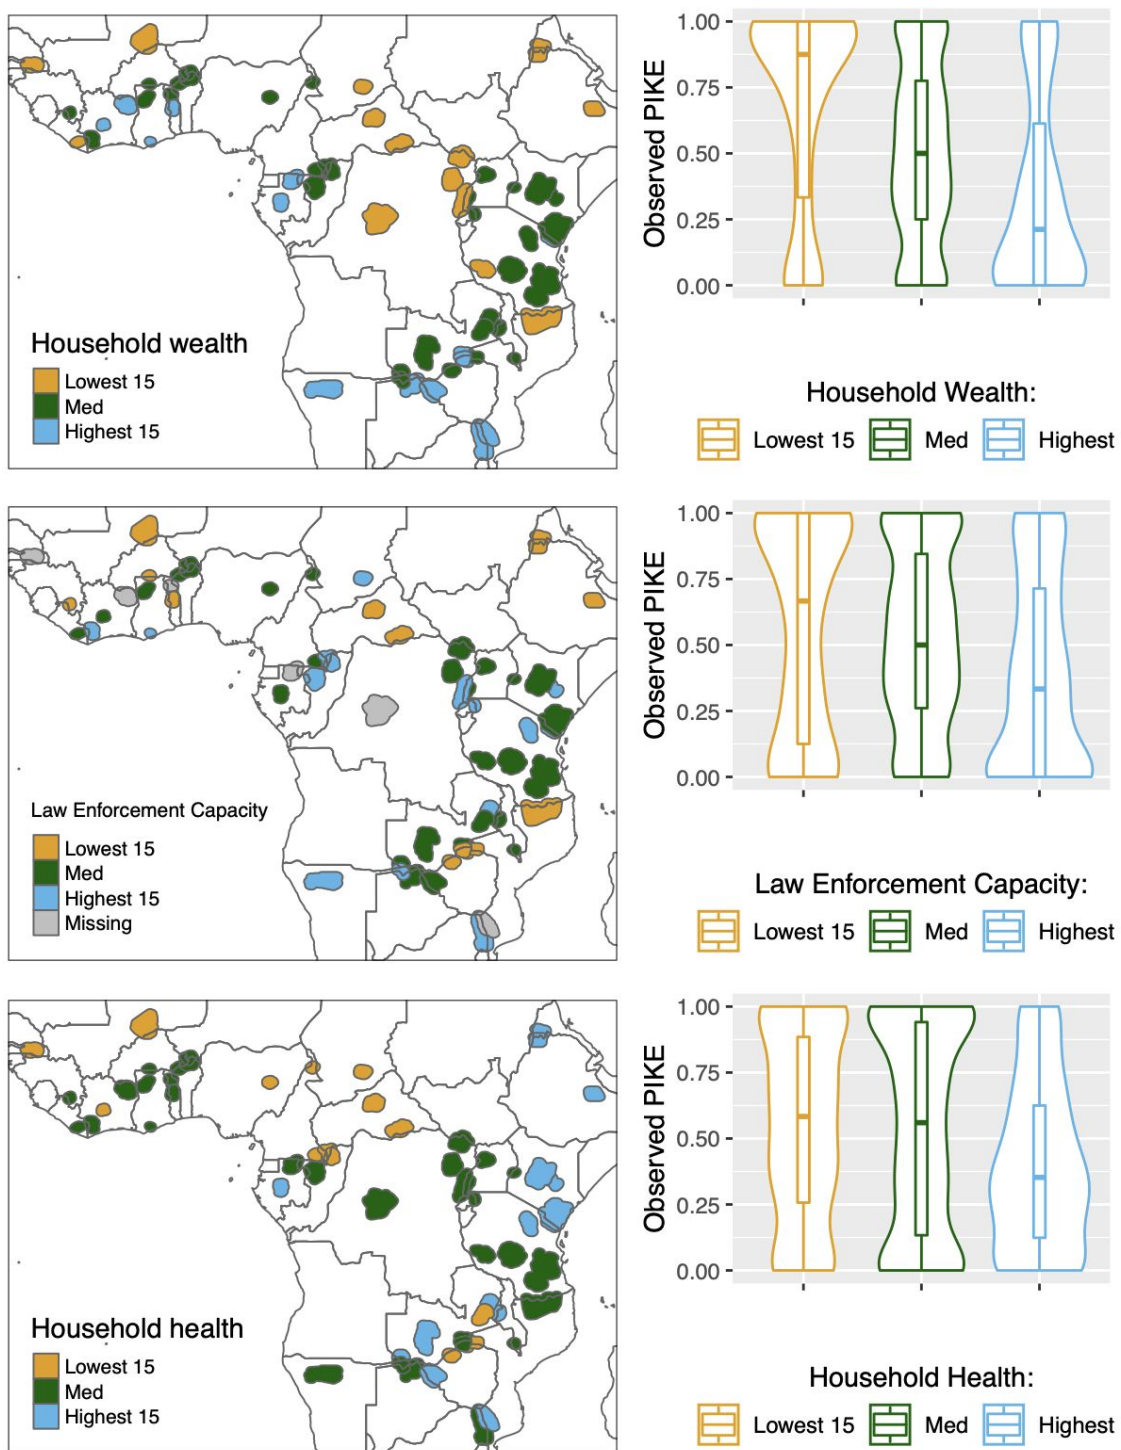 Household wealth
Lowest 15
Med
Highest 15
1.00
0.75
0.50
0.25
0.00
Observed PIKE
Household Wealth:
Lowest 15 Med Highest
Law Enforcement Capacity
Lowest 15
Med
Highest 15
Missing
1.00
0.75
0.50
0.25
0.00
Observed PIKE
Law Enforcement Capacity:
Lowest 15 Med Highest
Household health
Lowest 15
Med
Highest 15
1.00
0.75
0.50
0.25
0.00
Observed PIKE
Household Health:
Lowest 15 Med Highest